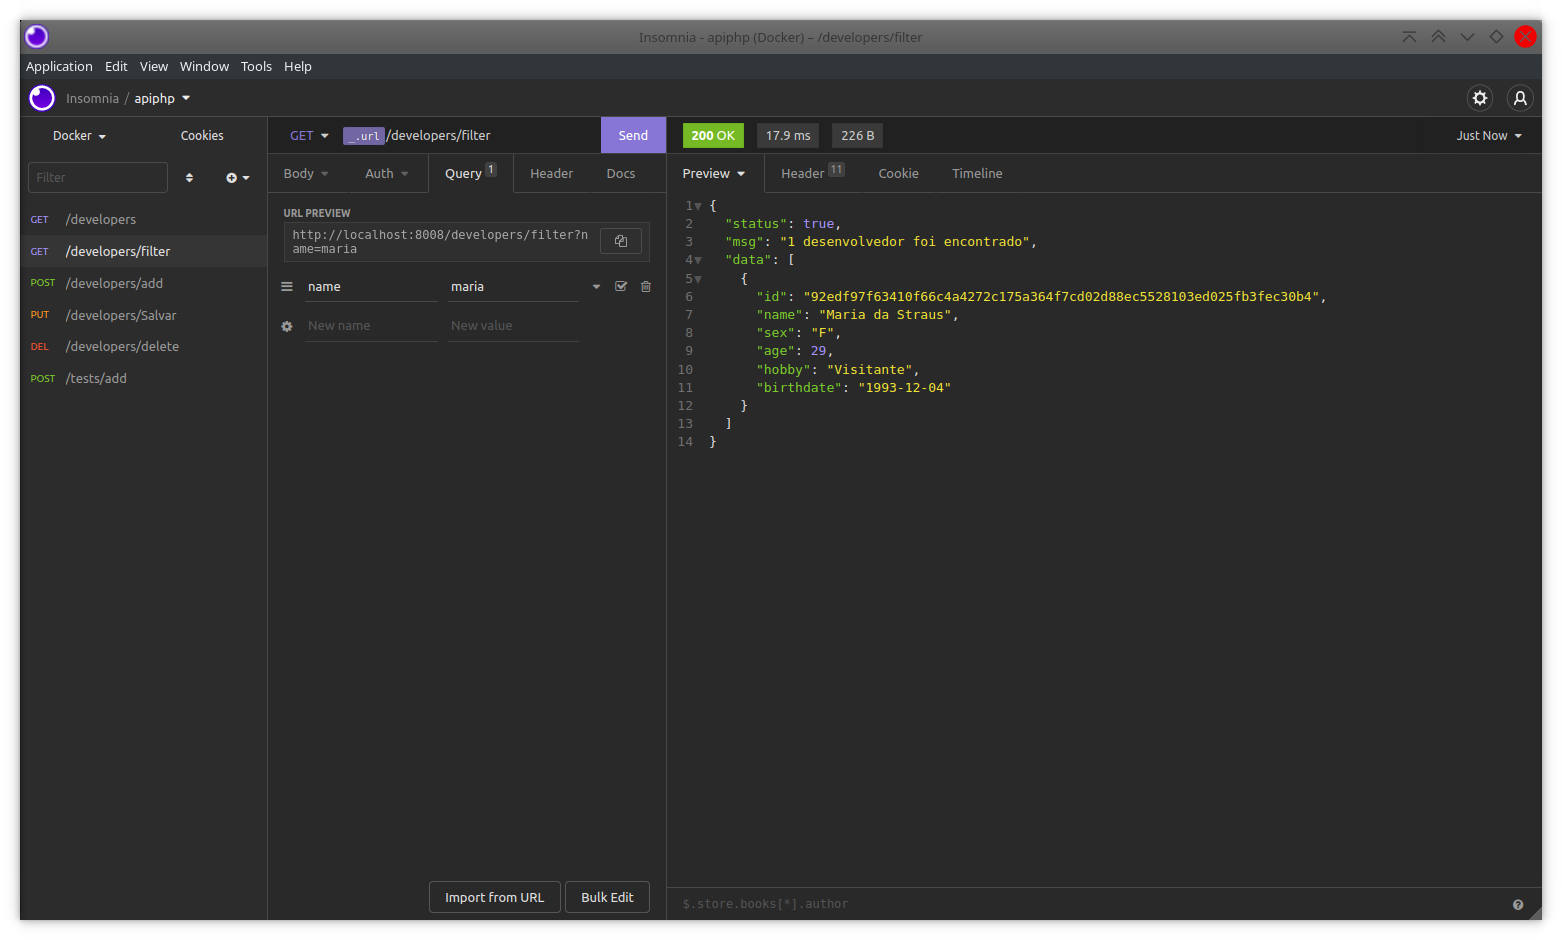 Insomnia - apiphp (Docker) – /developers/filter
Application Edit View Window Tools Help
Insomnia / apiphp
Docker Cookies
Filter
GET /developers
GET /developers/filter
POST /developers/add
PUT /developers/Salvar
DEL /developers/delete
POST /tests/add
GET _.url /developers/filter Send
Body Auth Query 1 Header Docs
URL PREVIEW
http://localhost:8008/developers/filter?n
ame=maria
name maria
New name New value
Import from URL Bulk Edit
200 OK 17.9 ms 226 B Just Now
Preview Header 11 Cookie Timeline
1 {
2 "status": true,
3 "msg": "1 desenvolvedor foi encontrado",
4 "data": [
5 {
6 "id": "92edf97f63410f66c4a4272c175a364f7cd02d88ec5528103ed025fb3fec30b4",
7 "name": "Maria da Straus",
8 "sex": "F",
9 "age": 29,
10 "hobby": "Visitante",
11 "birthdate": "1993-12-04"
12 }
13 ]
14 }
$.store.books[*].author